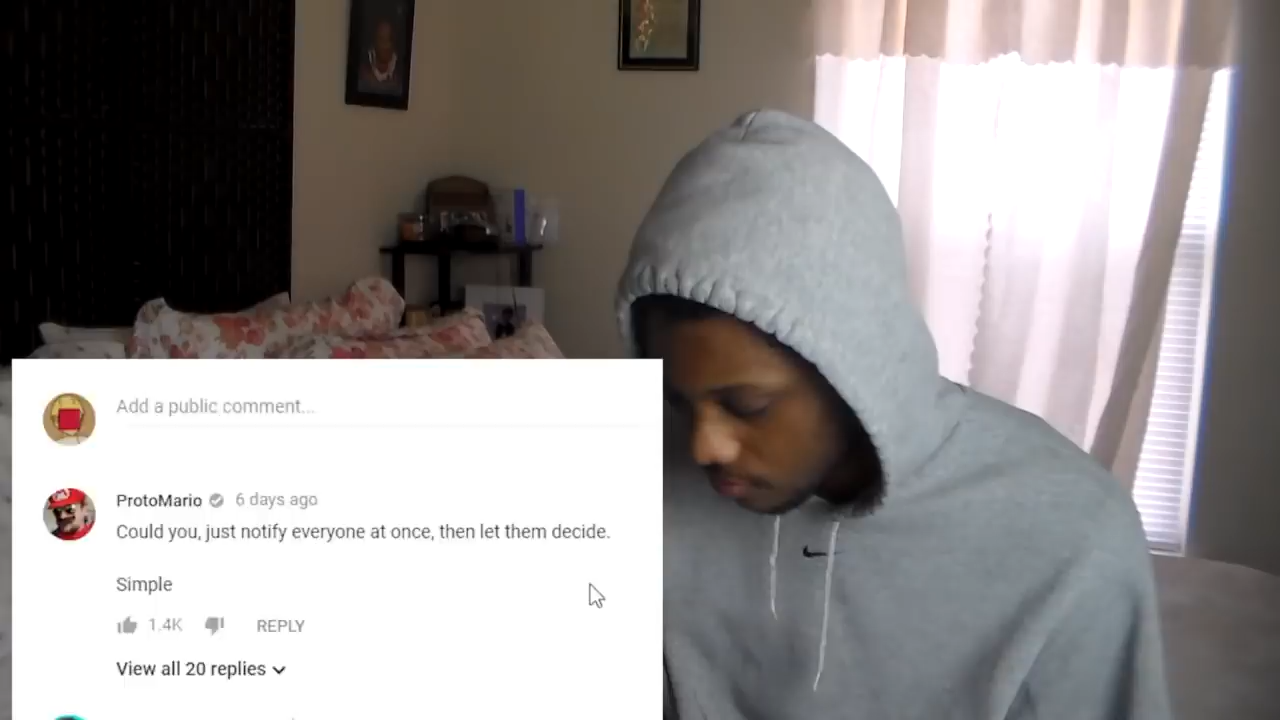 Add a public comment...
ProtoMario 6 days ago
Could you, just notify everyone at once, then let them decide.
Simple
1.4K REPLY
View all 20 replies